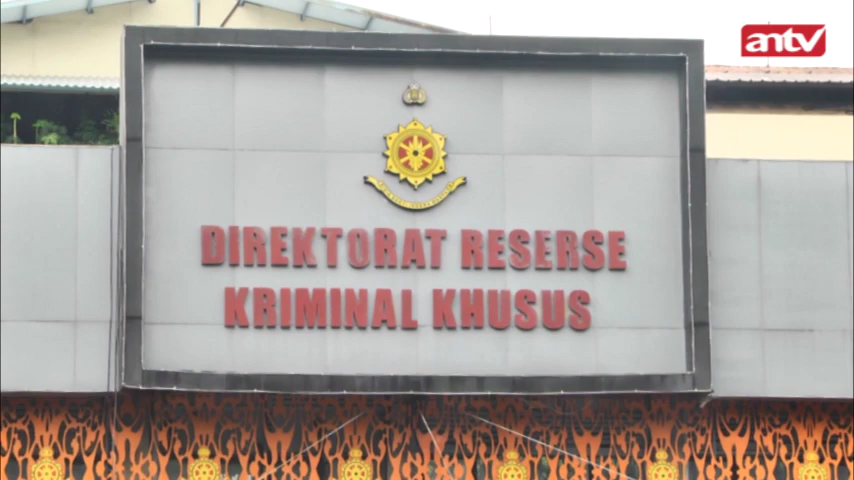 antv
DIREKTORAT RESERSE
KRIMINAL KHUSUS